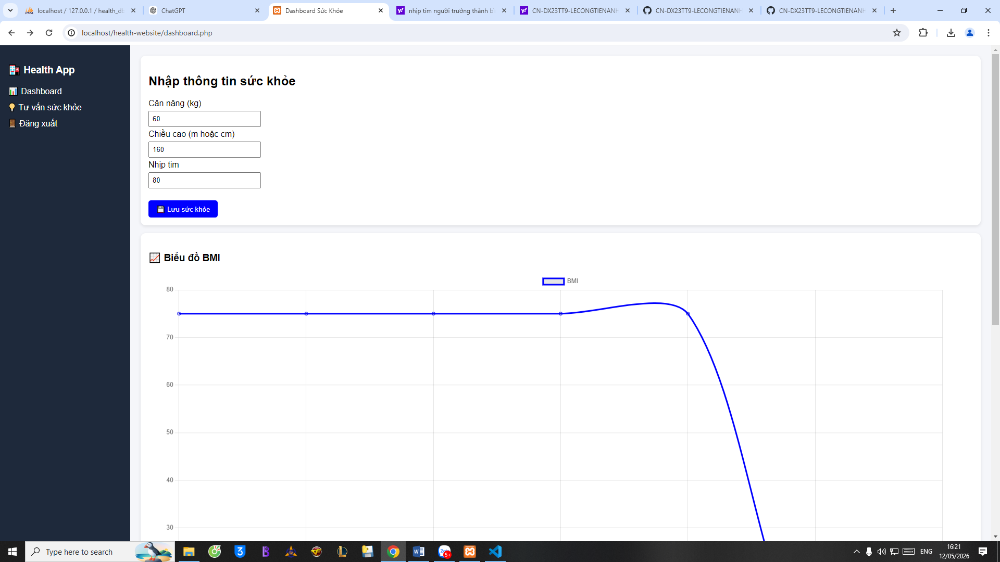 localhost / 127.0.0.1 / health_db
ChatGPT
Dashboard Sức Khỏe
nhịp tim người trưởng thành bì
CN-DX23TT9-LECONGTIENANH
CN-DX23TT9-LECONGTIENANH
CN-DX23TT9-LECONGTIENANH
localhost/health-website/dashboard.php
Health App
Dashboard
Tư vấn sức khỏe
Đăng xuất
Nhập thông tin sức khỏe
Cân nặng (kg)
60
Chiều cao (m hoặc cm)
160
Nhịp tim
80
Lưu sức khỏe
Biểu đồ BMI
BMI
80
70
60
50
40
30
Type here to search
5+
ENG
16:21
12/05/2026